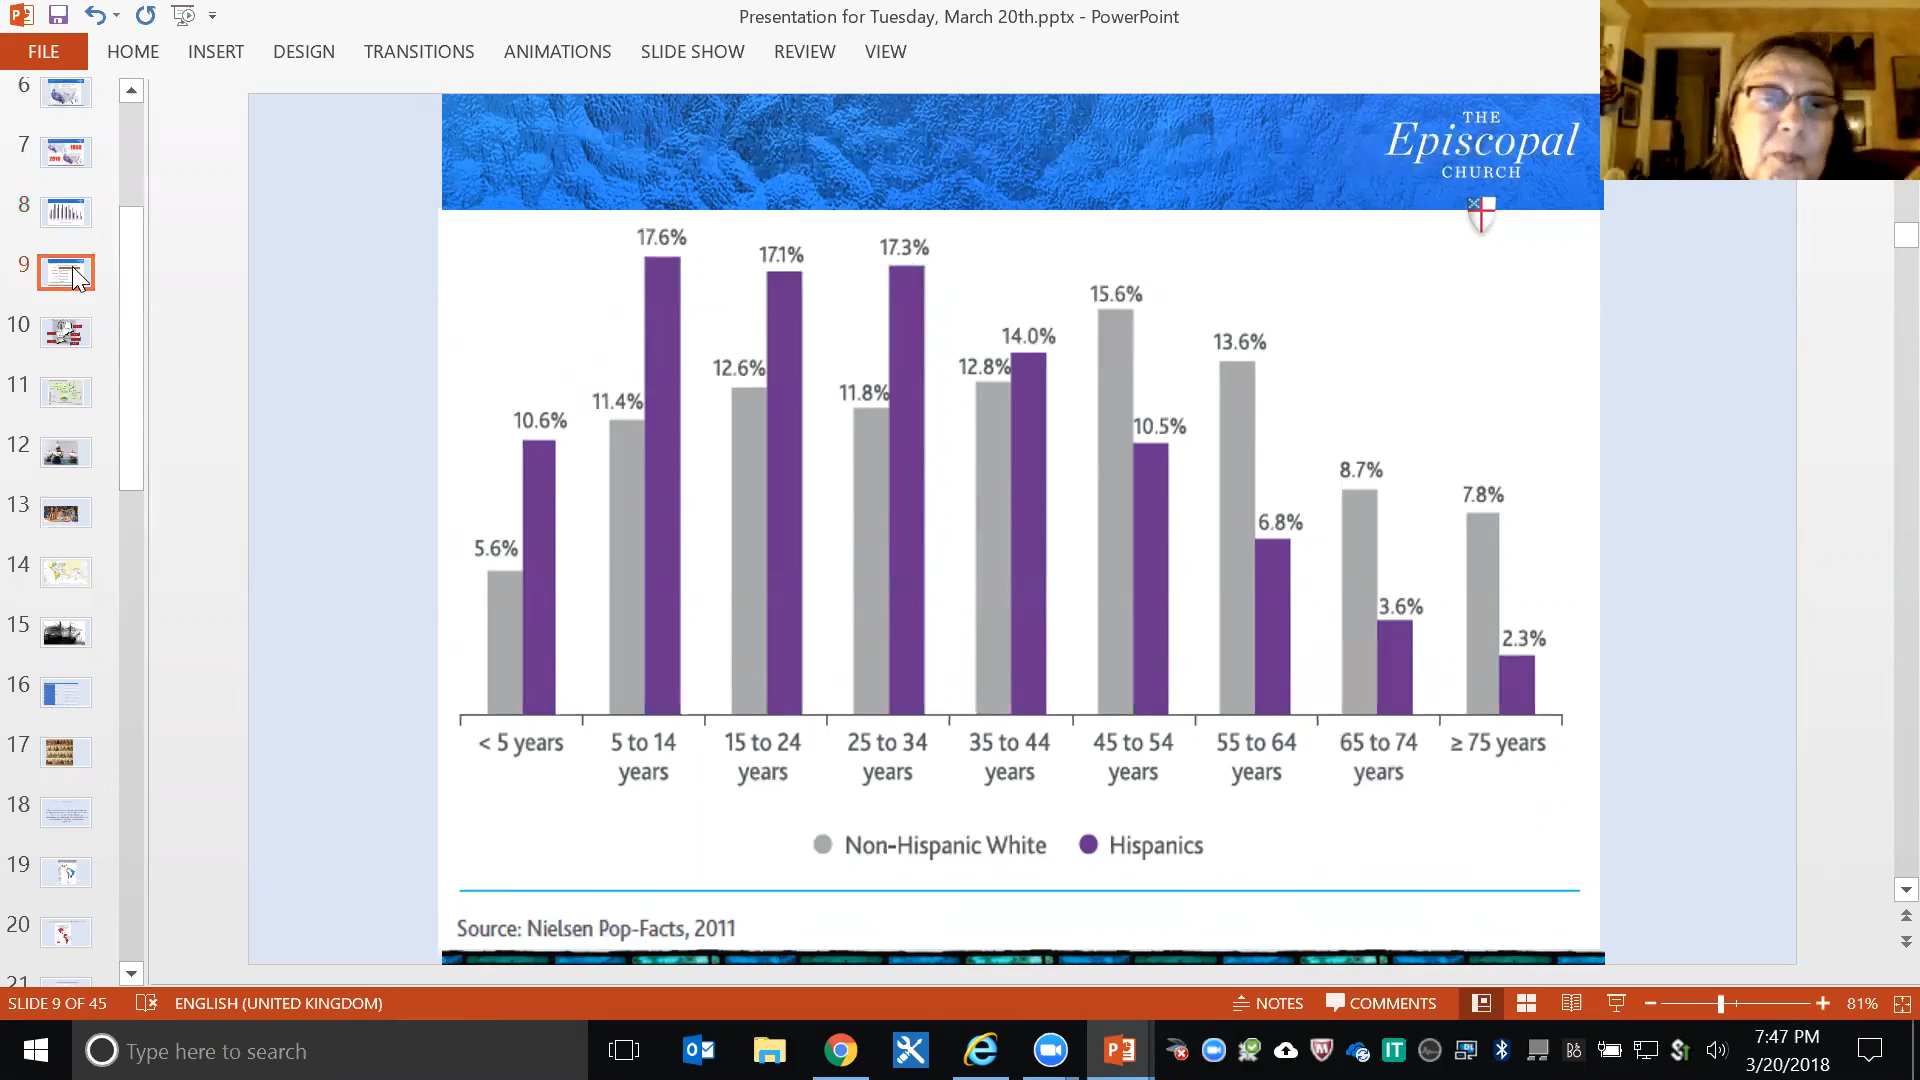 Presentation for Tuesday, March 20th.pptx - PowerPoint
FILE HOME INSERT DESIGN TRANSITIONS ANIMATIONS SLIDE SHOW REVIEW VIEW
6
7
8
9
10
11
12
13
14
15
16
17
18
19
20
21
THE
Episcopal
CHURCH
17.6% 17.1% 17.3%
15.6%
14.0% 13.6%
12.6% 12.8%
11.4% 11.8%
10.6% 10.5%
8.7%
7.8%
5.6% 6.8%
3.6%
2.3%
< 5 years 5 to 14 15 to 24 25 to 34 35 to 44 45 to 54 55 to 64 65 to 74 ≥ 75 years
years years years years years years years
Non-Hispanic White Hispanics
Source: Nielsen Pop-Facts, 2011
SLIDE 9 OF 45 ENGLISH (UNITED KINGDOM) NOTES COMMENTS 81%
Type here to search
7:47 PM
3/20/2018